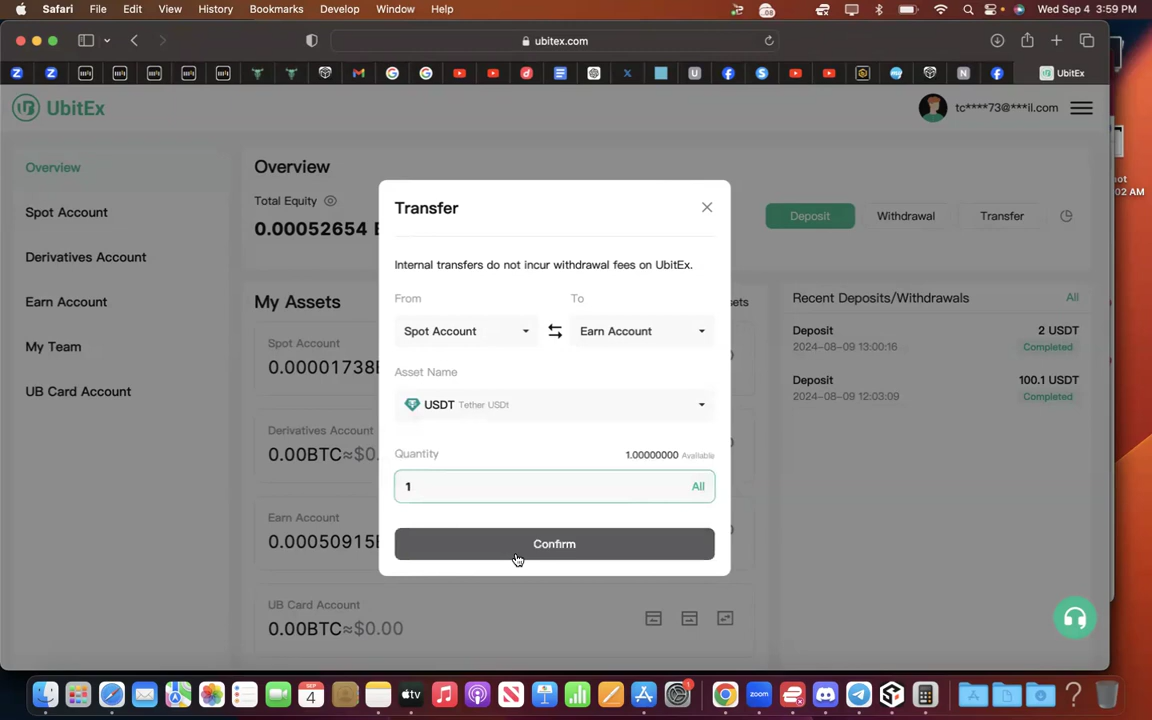 Safari File Edit View History Bookmarks Develop Window Help
Wed Sep 4 3:59 PM
ubitex.com
UbitEx
UbitEx
tc****73@***il.com
Overview
Spot Account
Derivatives Account
Earn Account
My Team
UB Card Account
Overview
Total Equity
0.00052654
Deposit
Withdrawal
Transfer
My Assets
Spot Account
0.00001738
Derivatives Account
0.00BTC≈$0.
Earn Account
0.00050915
UB Card Account
0.00BTC≈$0.00
Transfer
Internal transfers do not incur withdrawal fees on UbitEx.
From
To
Spot Account
Earn Account
Asset Name
USDT Tether USDt
Quantity
1.00000000 Available
1
All
Confirm
Recent Deposits/Withdrawals
All
Deposit
2 USDT
2024-08-09 13:00:16
Completed
Deposit
100.1 USDT
2024-08-09 12:03:09
Completed
02 AM
SEP
4
tv
zoom